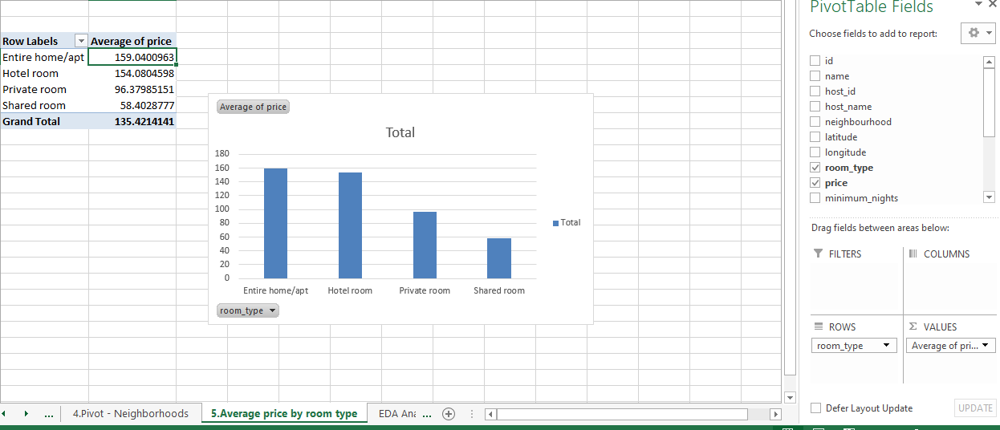 PivotTable Fields
Choose fields to add to report:
Row Labels Average of price
Entire home/apt 159.0400963
Hotel room 154.0804598
Private room 96.37985151
Shared room 58.4028777
Grand Total 135.4214141
Average of price
Total
180
160
140
120
100
80
60
40
20
0
Entire home/apt Hotel room Private room Shared room
Total
room_type
id
name
host_id
host_name
neighbourhood
latitude
longitude
room_type
price
minimum_nights
Drag fields between areas below:
FILTERS
COLUMNS
ROWS
Σ VALUES
room_type
Average of pri...
Defer Layout Update
UPDATE
... 4.Pivot - Neighborhoods 5.Average price by room type EDA Ana ...